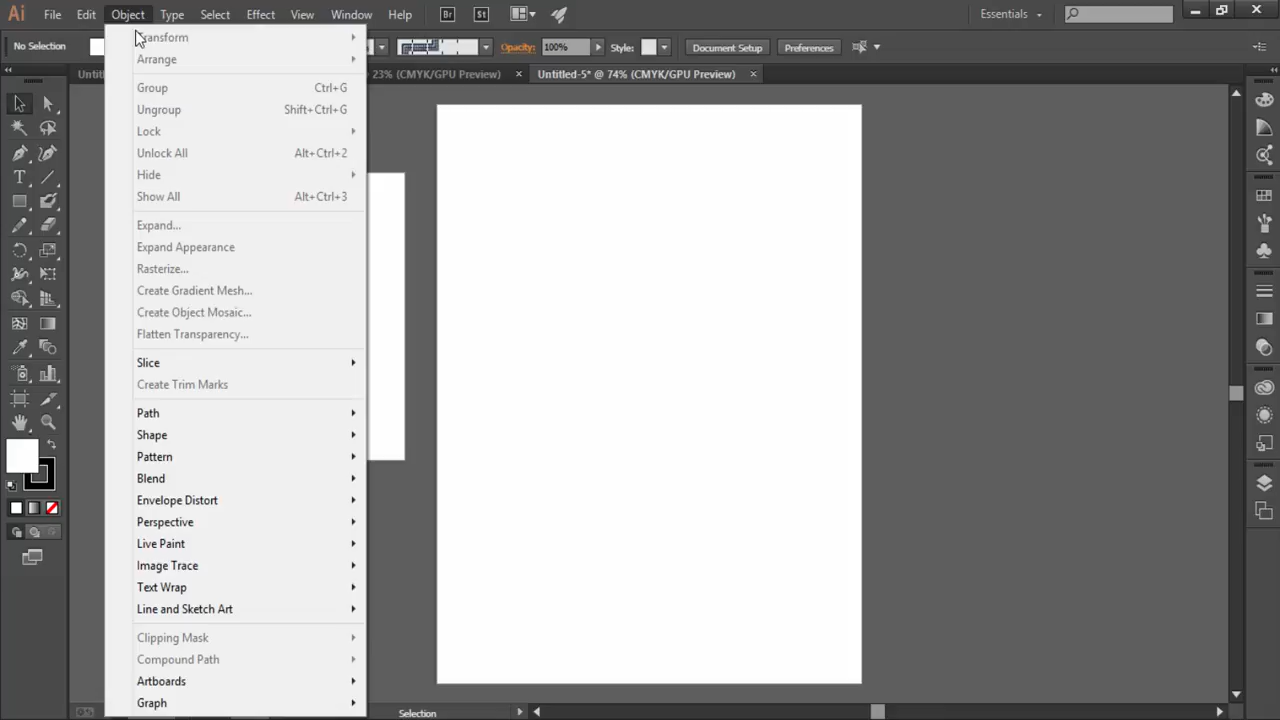 Ai File Edit Object Type Select Effect View Window Help Br St Essentials
No Selection Opacity: 100% Style: Document Setup Preferences
23% (CMYK/GPU Preview) × Untitled-5* @ 74% (CMYK/GPU Preview) ×
Transform
Arrange
Group Ctrl+G
Ungroup Shift+Ctrl+G
Lock
Unlock All Alt+Ctrl+2
Hide
Show All Alt+Ctrl+3
Expand...
Expand Appearance
Rasterize...
Create Gradient Mesh...
Create Object Mosaic...
Flatten Transparency...
Slice
Create Trim Marks
Path
Shape
Pattern
Blend
Envelope Distort
Perspective
Live Paint
Image Trace
Text Wrap
Line and Sketch Art
Clipping Mask
Compound Path
Artboards
Graph
Selection